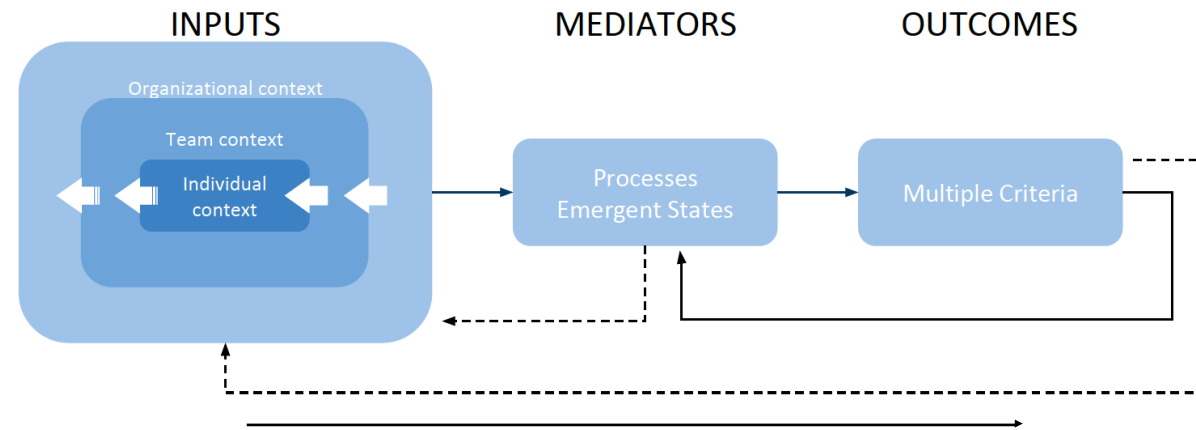 INPUTS
MEDIATORS
OUTCOMES
Organizational context
Team context
Individual
context
Processes
Emergent States
Multiple Criteria